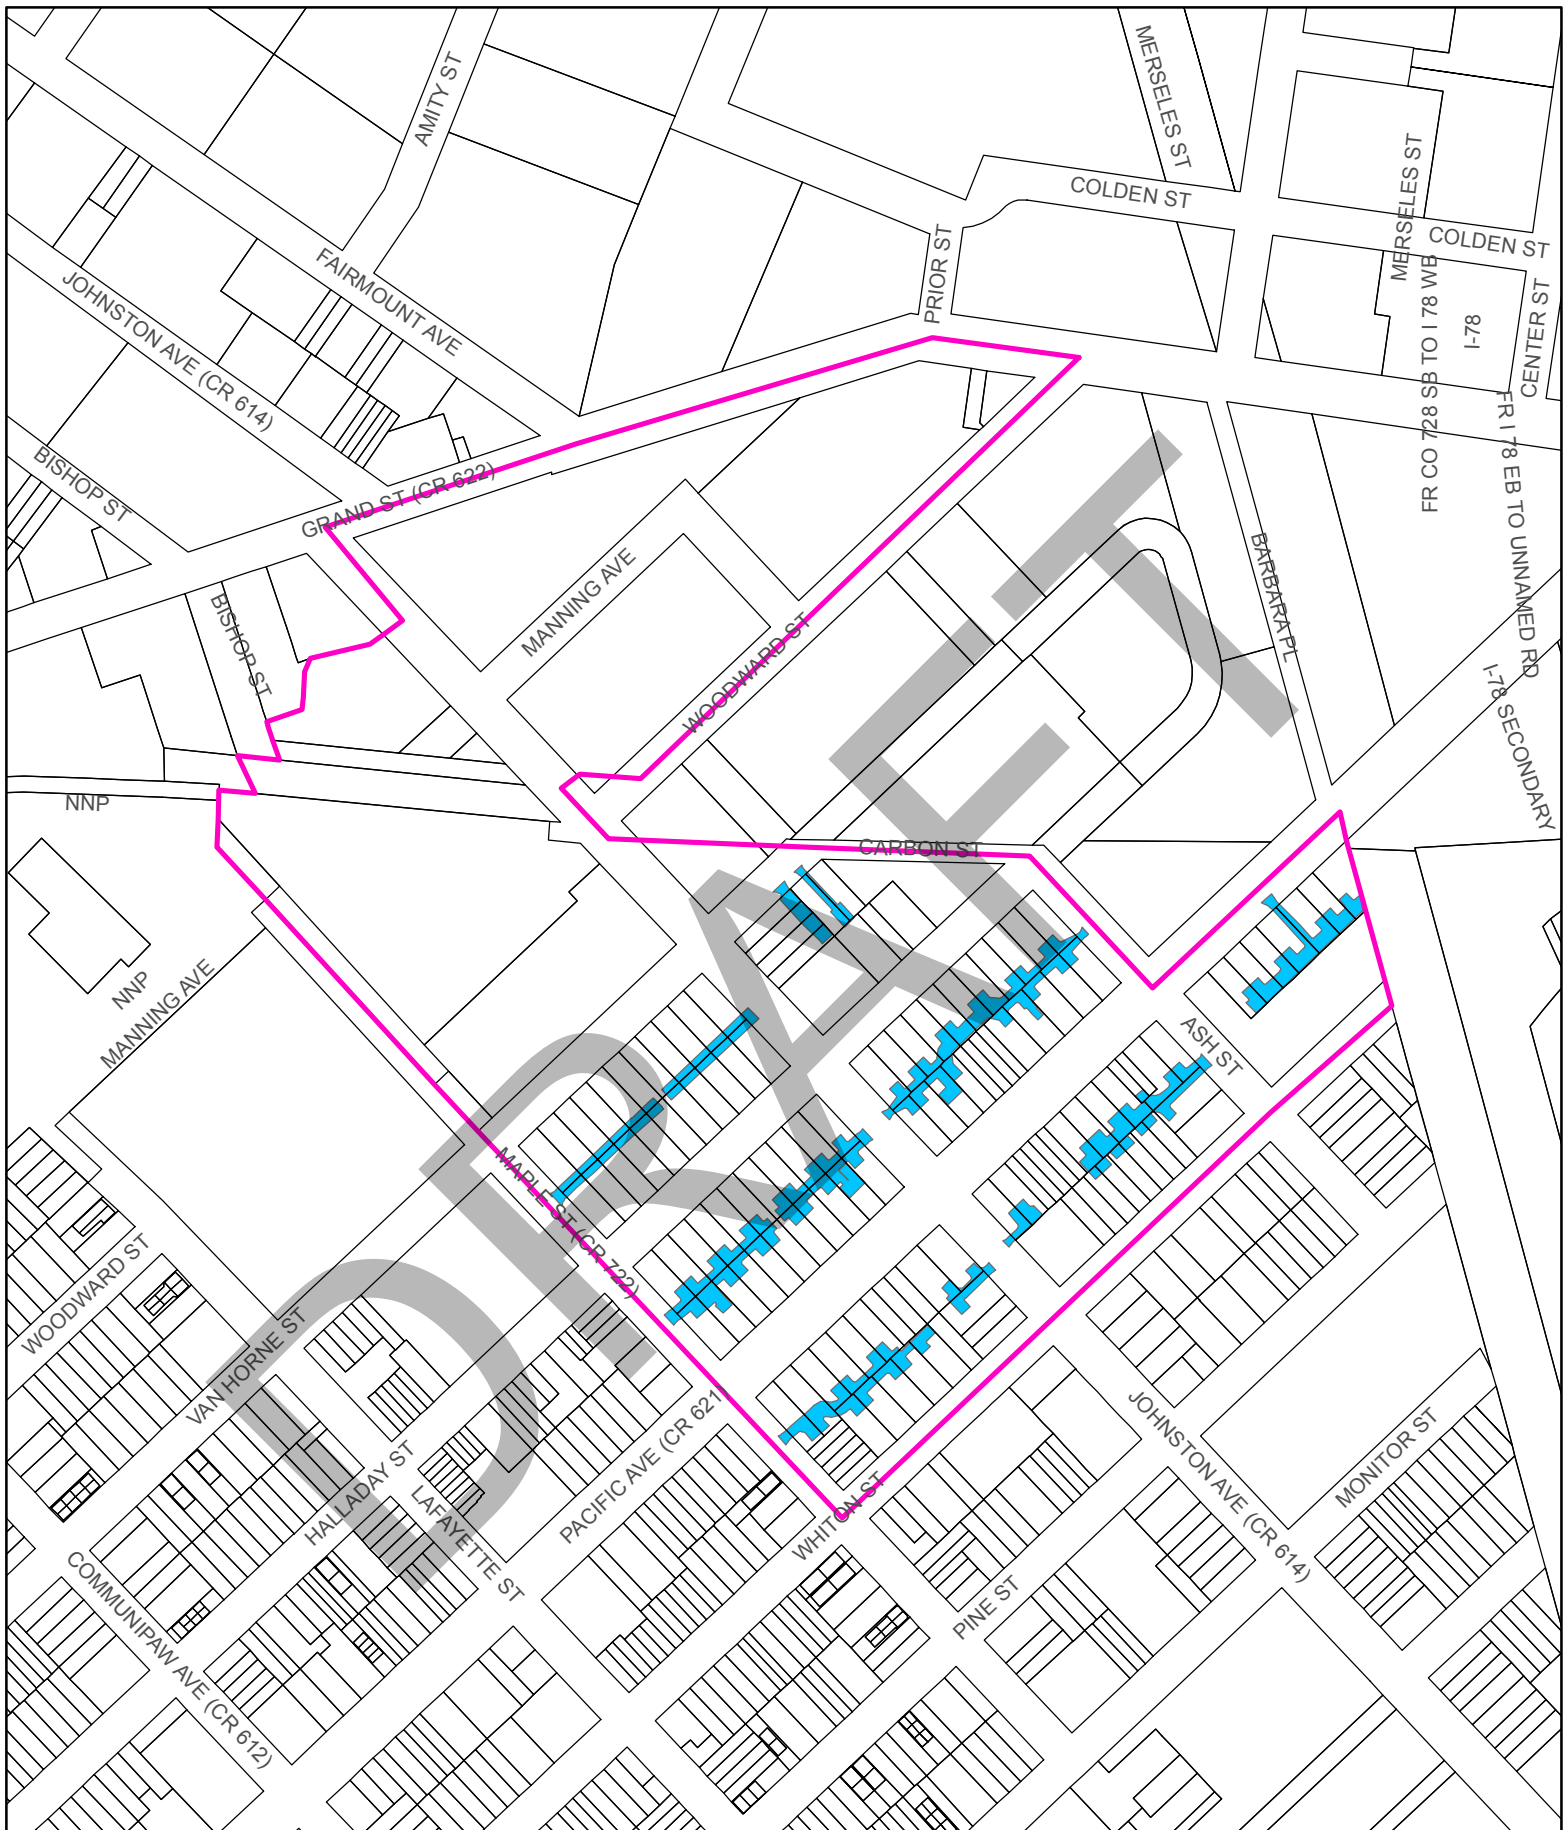 MERSELES ST
AMITY ST
COLDEN ST
MERSELES ST
COLDEN ST
PRIOR ST
FAIRMOUNT AVE
JOHNSTON AVE (CR 614)
FR CO 728 SB TO I 78 WB
I-78
CENTER ST
BISHOP ST
GRAND ST (CR 622)
FR I 78 EB TO UNNAMED RD
MANNING AVE
BARBARA PL
BISHOP ST
WOODWARD ST
I-78 SECONDARY
NNP
CARBON ST
NNP
MANNING AVE
ASH ST
DRAFT
MAPLE ST (CR 722)
WOODWARD ST
VAN HORNE ST
HALLADAY ST
LAFAYETTE ST
PACIFIC AVE (CR 621)
WHITON ST
JOHNSTON AVE (CR 614)
MONITOR ST
PINE ST
COMMUNIPAW AVE (CR 612)